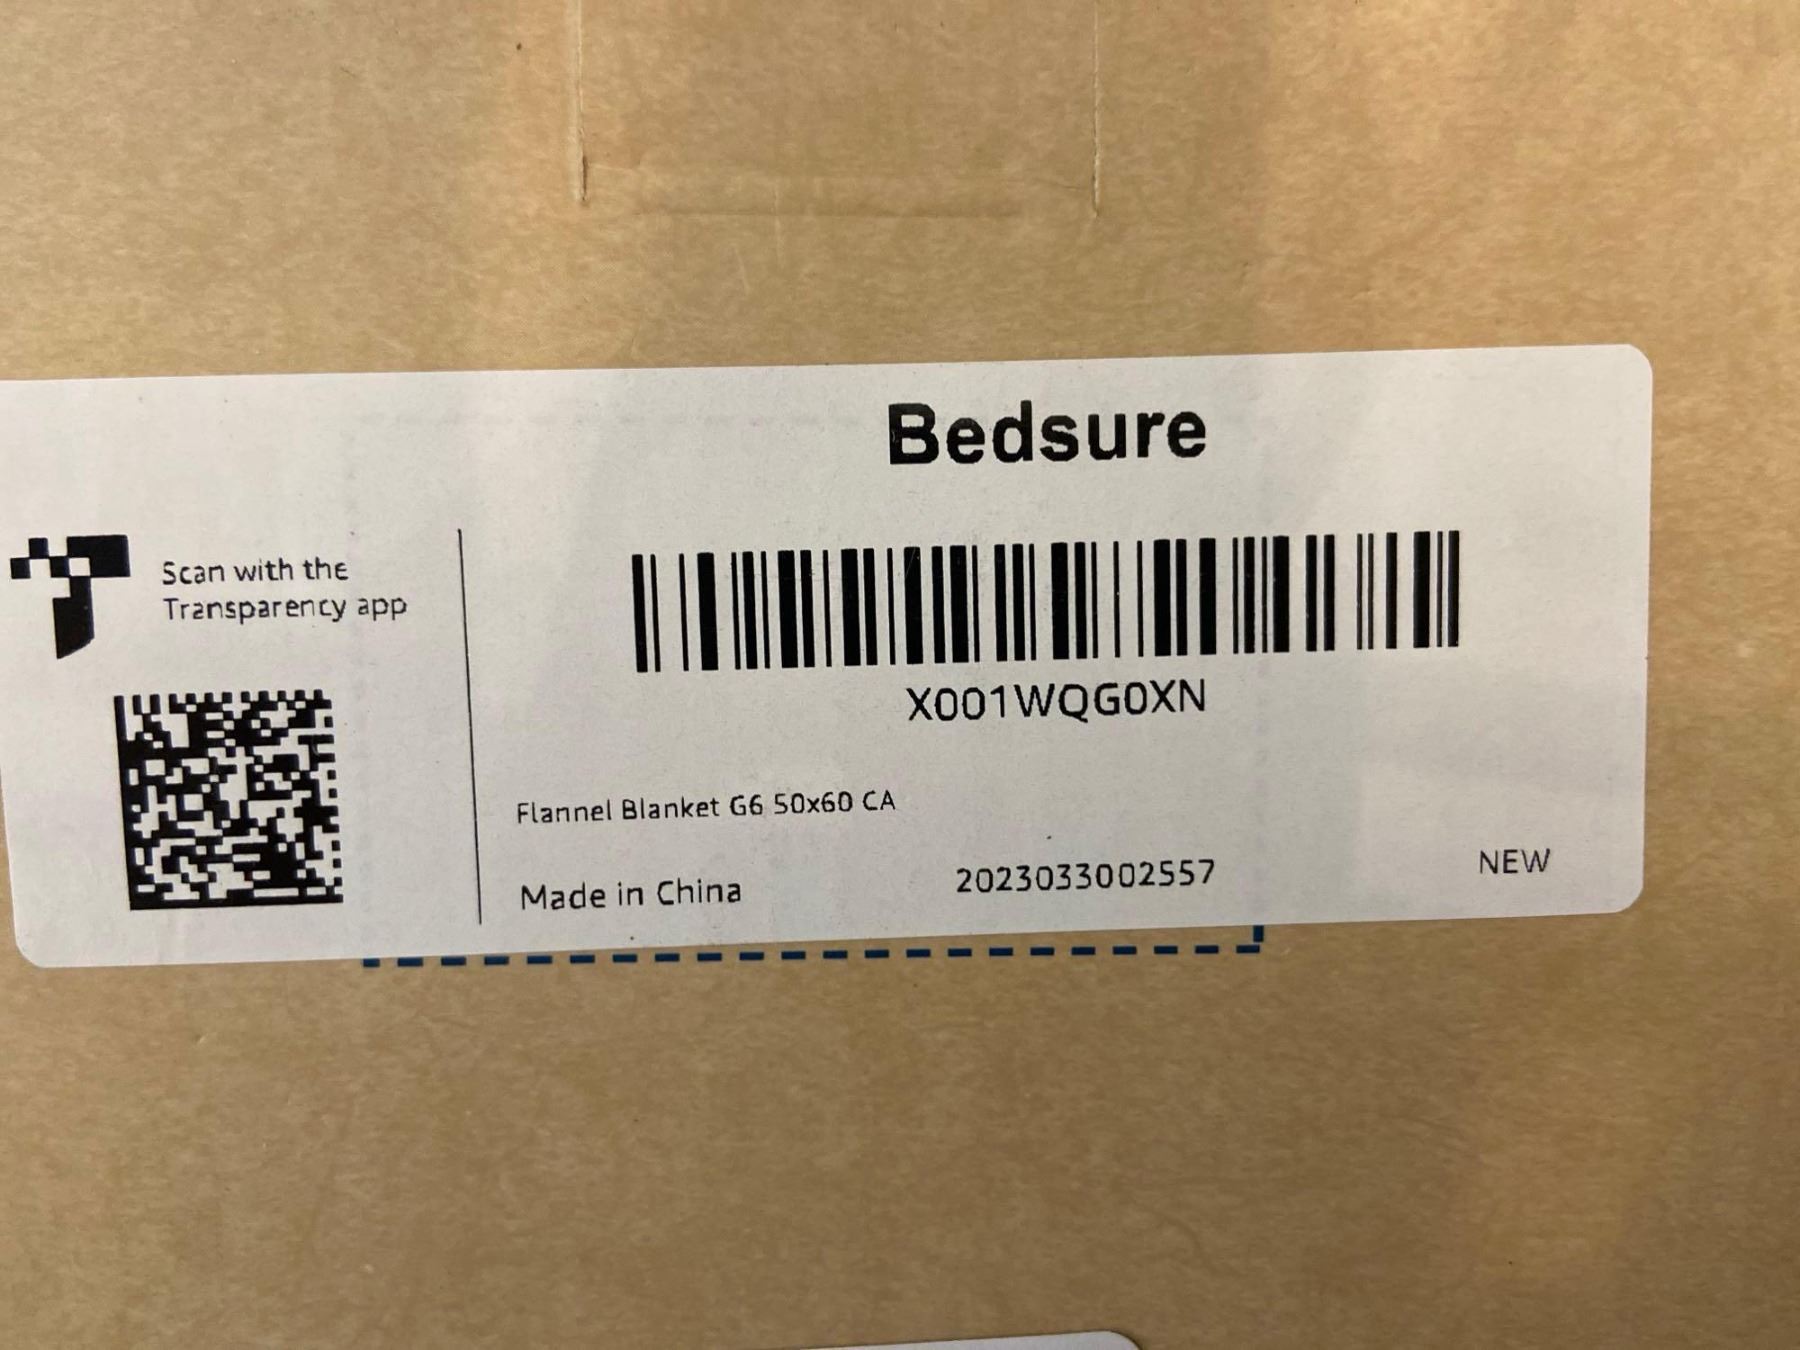 Bedsure
Scan with the
Transparency app
X001WQG0XN
Flannel Blanket G6 50x60 CA
Made in China
2023033002557
NEW